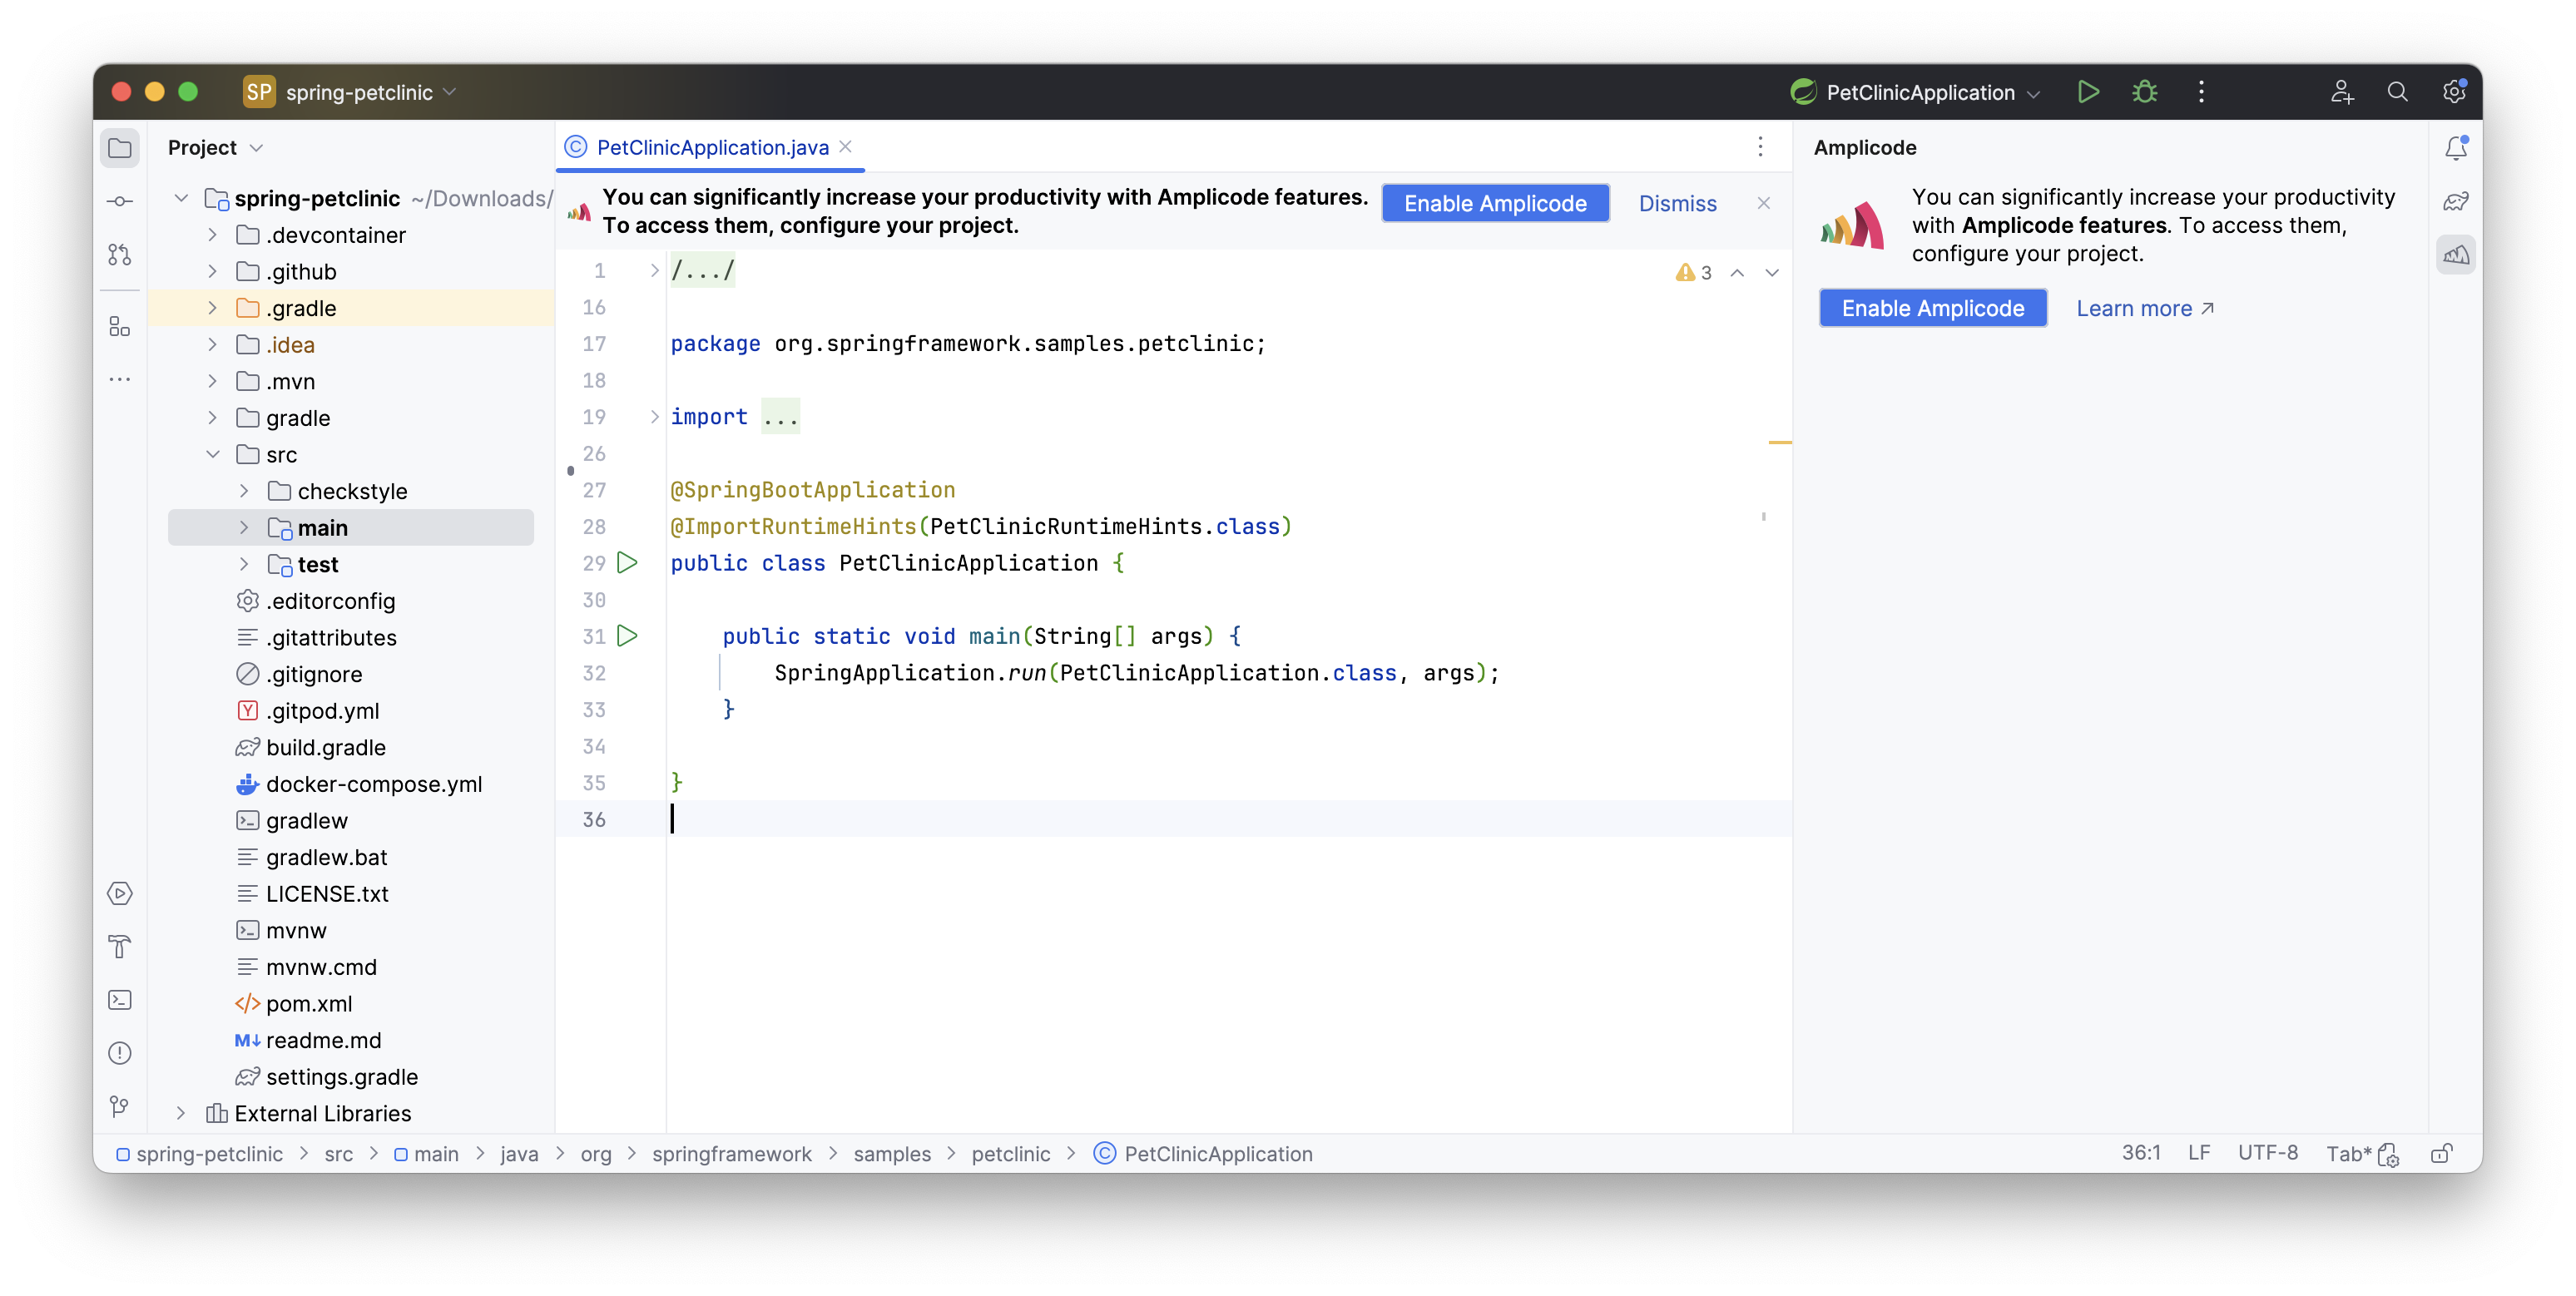 SP spring-petclinic PetClinicApplication
Project
spring-petclinic ~/Downloads/
.devcontainer
.github
.gradle
.idea
.mvn
gradle
src
checkstyle
main
test
.editorconfig
.gitattributes
.gitignore
.gitpod.yml
build.gradle
docker-compose.yml
gradlew
gradlew.bat
LICENSE.txt
mvnw
mvnw.cmd
pom.xml
readme.md
settings.gradle
External Libraries
PetClinicApplication.java
You can significantly increase your productivity with Amplicode features.
To access them, configure your project.
Enable Amplicode Dismiss
3
1 /.../
16
17 package org.springframework.samples.petclinic;
18
19 import ...
26
27 @SpringBootApplication
28 @ImportRuntimeHints(PetClinicRuntimeHints.class)
29 public class PetClinicApplication {
30
31 public static void main(String[] args) {
32 SpringApplication.run(PetClinicApplication.class, args);
33 }
34
35 }
36
Amplicode
You can significantly increase your productivity
with Amplicode features. To access them,
configure your project.
Enable Amplicode Learn more ↗
spring-petclinic > src > main > java > org > springframework > samples > petclinic > PetClinicApplication 36:1 LF UTF-8 Tab*